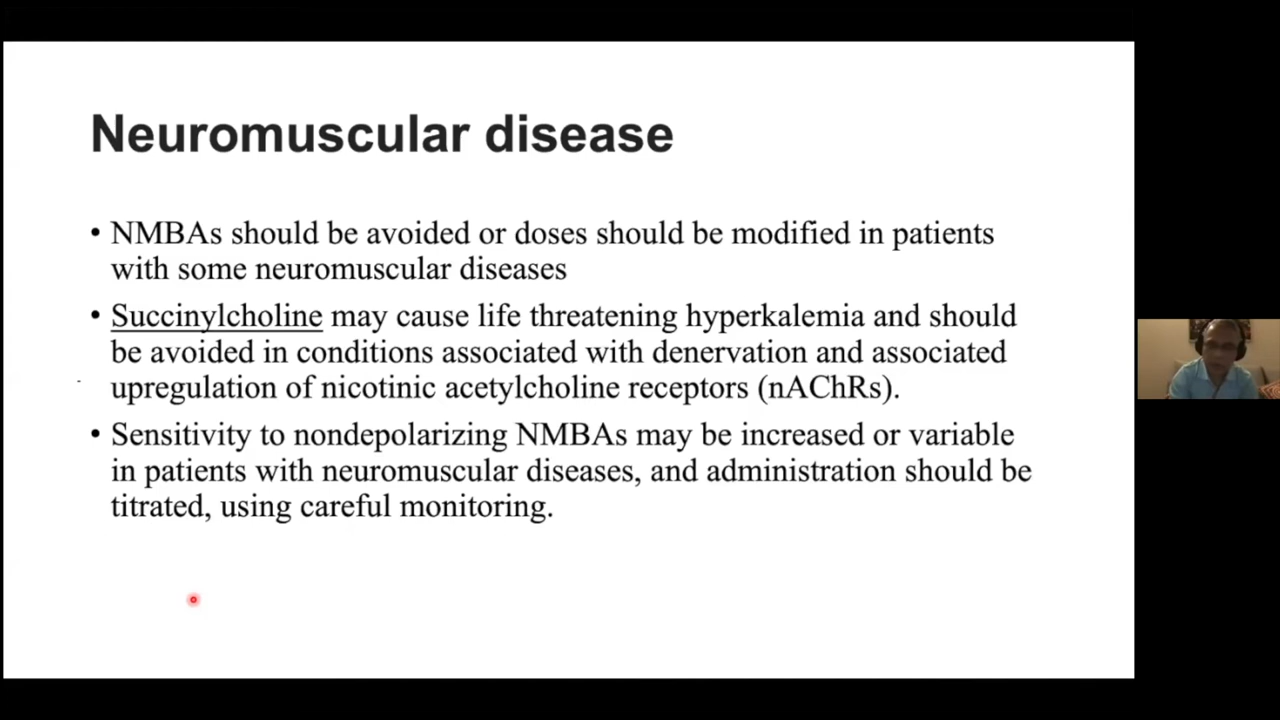 Neuromuscular disease
• NMBAs should be avoided or doses should be modified in patients
with some neuromuscular diseases
• Succinylcholine may cause life threatening hyperkalemia and should
be avoided in conditions associated with denervation and associated
upregulation of nicotinic acetylcholine receptors (nAChRs).
• Sensitivity to nondepolarizing NMBAs may be increased or variable
in patients with neuromuscular diseases, and administration should be
titrated, using careful monitoring.